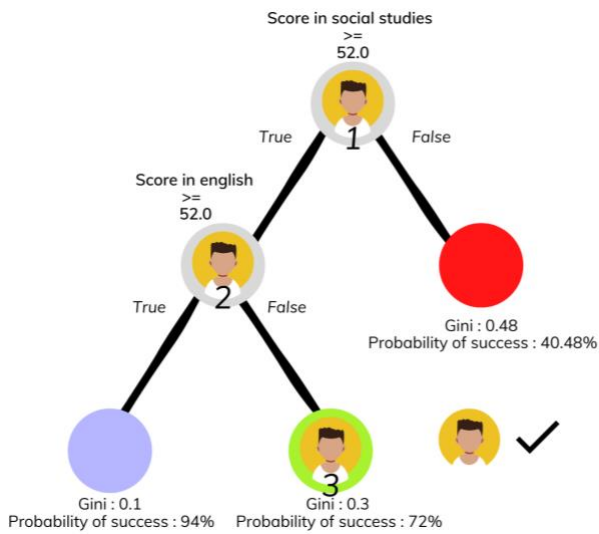 Score in social studies
>=
52.0
1
True
False
Score in english
>=
52.0
2
True
False
Gini : 0.48
Probability of success : 40.48%
3
Gini : 0.1
Probability of success : 94%
Gini : 0.3
Probability of success : 72%